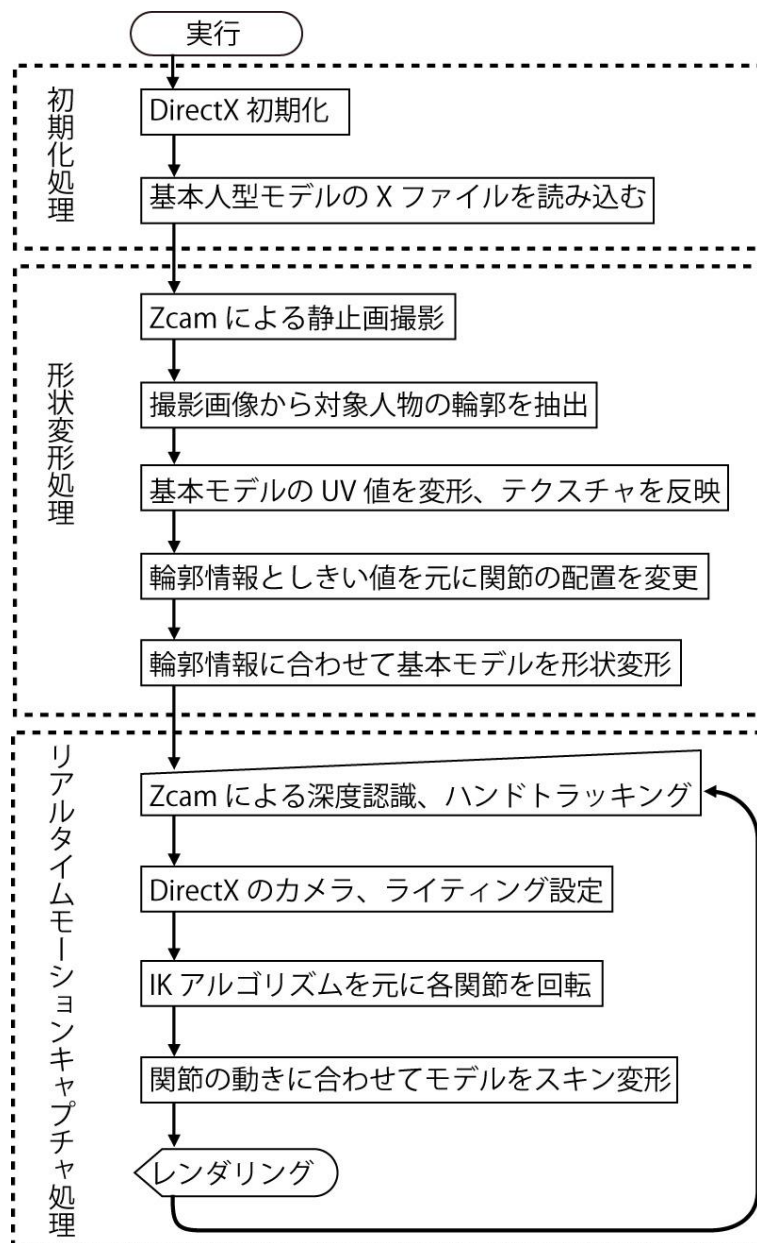 実行
初期化処理
DirectX 初期化
基本人型モデルの X ファイルを読み込む
形状変形処理
Zcam による静止画撮影
撮影画像から対象人物の輪郭を抽出
基本モデルの UV 値を変形、テクスチャを反映
輪郭情報としきい値を元に関節の配置を変更
輪郭情報に合わせて基本モデルを形状変形
リアルタイムモーションキャプチャ処理
Zcam による深度認識、ハンドトラッキング
DirectX のカメラ、ライティング設定
IK アルゴリズムを元に各関節を回転
関節の動きに合わせてモデルをスキン変形
レンダリング